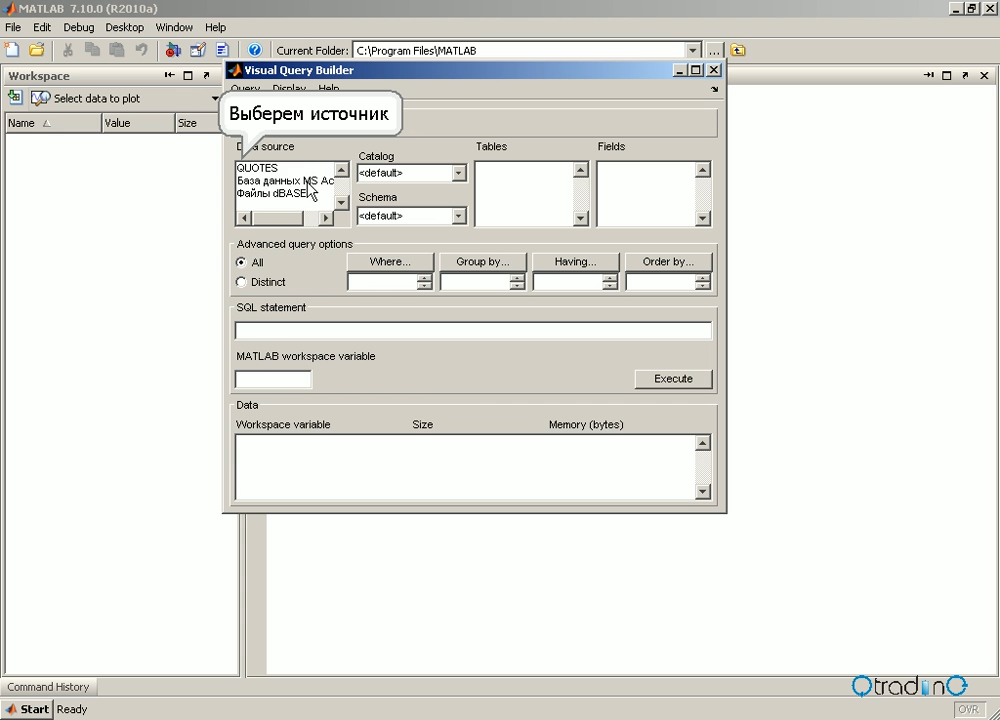 MATLAB 7.10.0 (R2010a)
File Edit Debug Desktop Window Help
Current Folder: C:\Program Files\MATLAB
Workspace
Select data to plot
Name Value Size
Visual Query Builder
Query Display Help
Выберем источник
source
QUOTES
База данных MS Ac
Файлы dBASE
Catalog
<default>
Schema
<default>
Tables
Fields
Advanced query options
All
Distinct
Where... Group by... Having... Order by...
SQL statement
MATLAB workspace variable
Execute
Data
Workspace variable Size Memory (bytes)
Command History
Start Ready
OVR